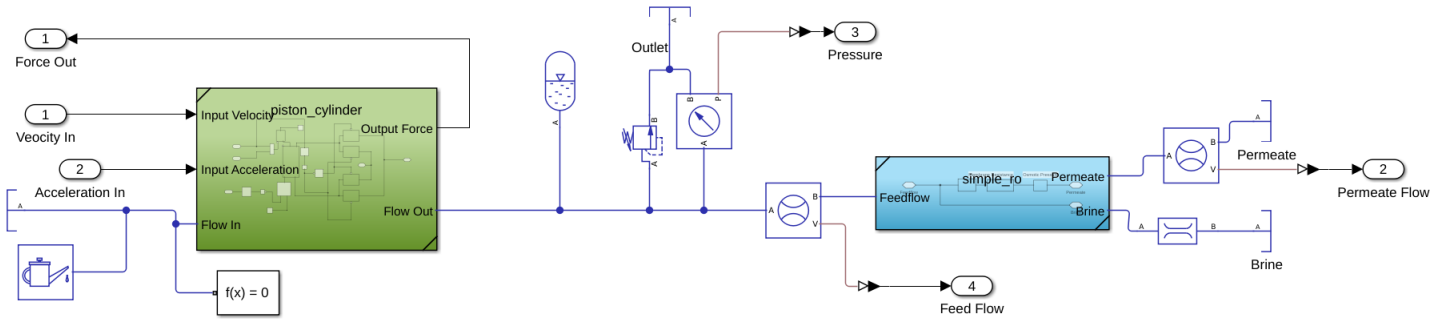 1
Force Out
1
Veocity In
2
Acceleration In
A
piston_cylinder
Input Velocity
Input Acceleration
Flow In
Output Force
Flow Out
f(x) = 0
A
A
Outlet
B
A
B
P
A
3
Pressure
A
B
V
4
Feed Flow
simple_ro
Feedflow
Permeate
Brine
A
B
V
A
Permeate
2
Permeate Flow
A
B
A
Brine